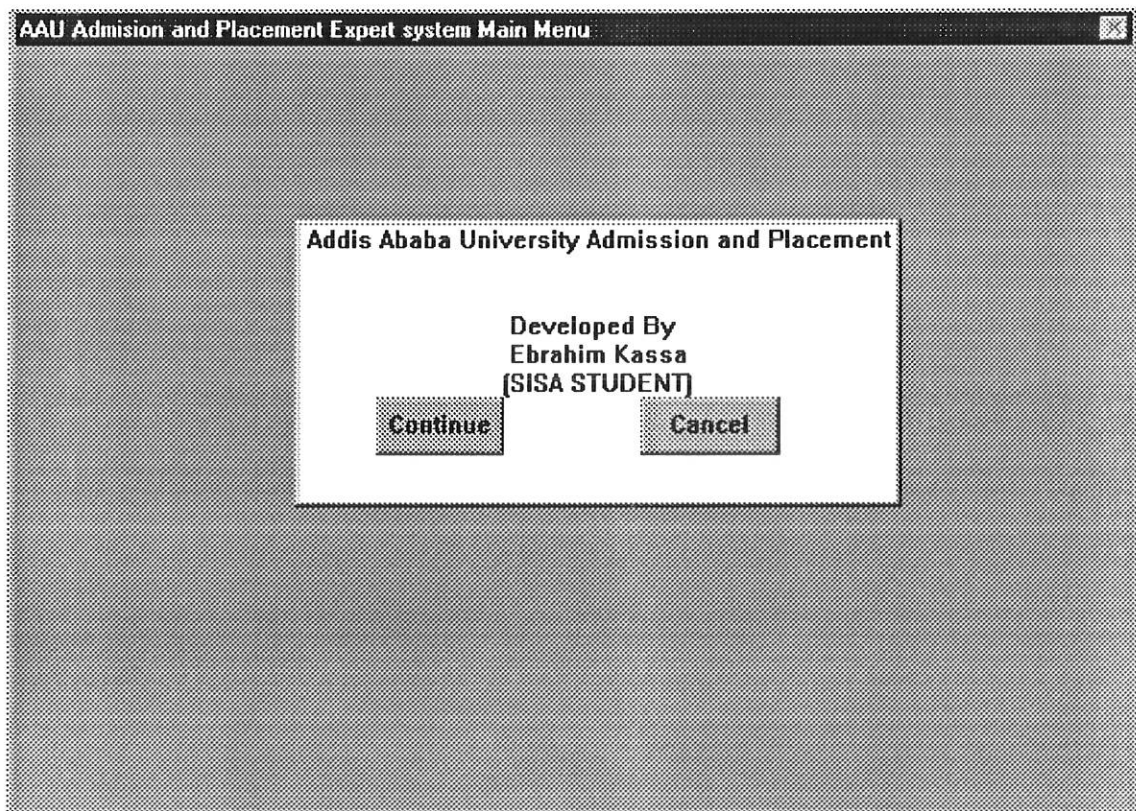 AAU Admision and Placement Expert system Main Menu
Addis Ababa University Admission and Placement
Developed By
Ebrahim Kassa
(SISA STUDENT)
Continue Cancel